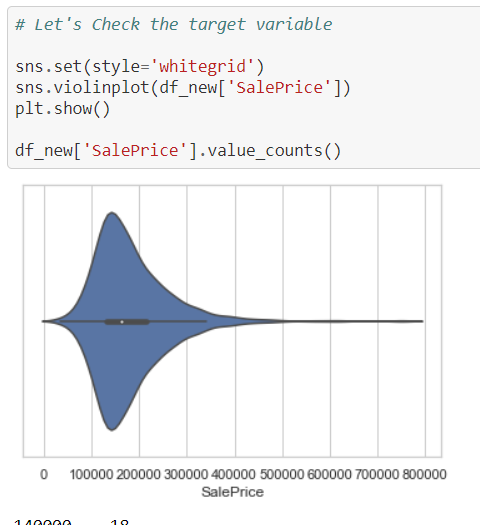 # Let's Check the target variable
sns.set(style='whitegrid')
sns.violinplot(df_new['SalePrice'])
plt.show()
df_new['SalePrice'].value_counts()
0 100000 200000 300000 400000 500000 600000 700000 800000
SalePrice
140000 18